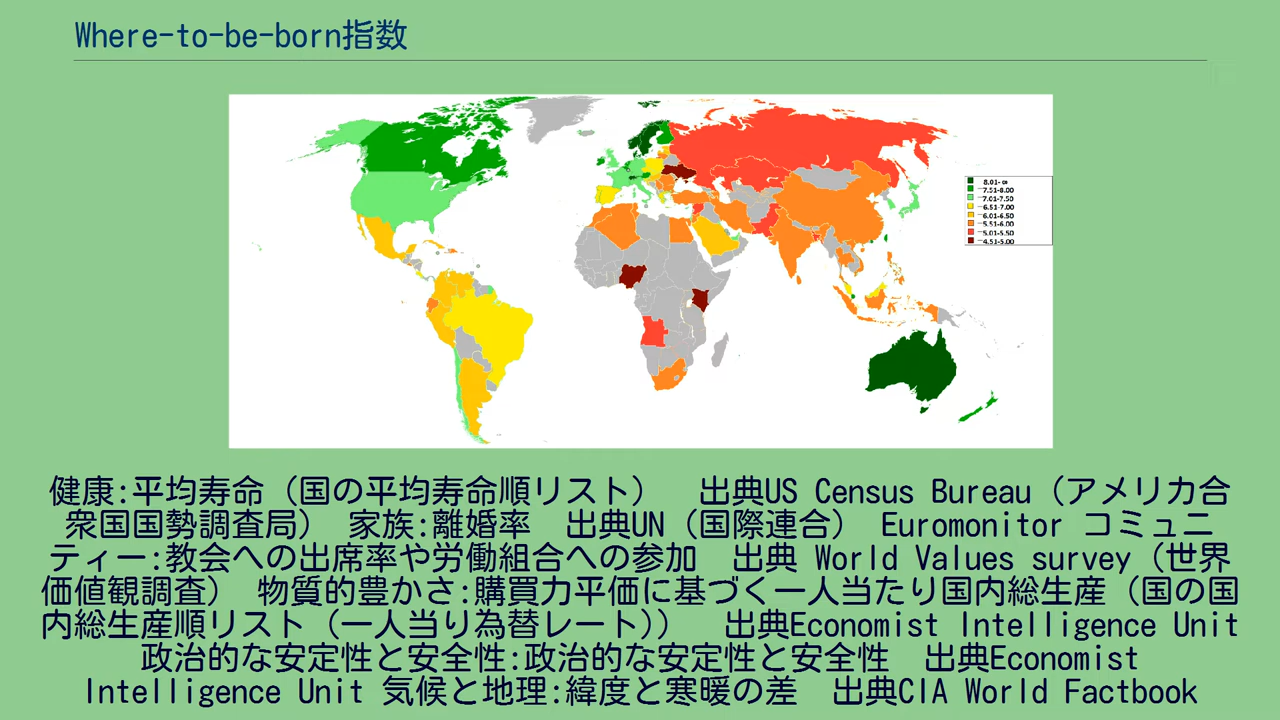 Where-to-be-born指数
8.01- ∞
7.51-8.00
7.01-7.50
6.51-7.00
6.01-6.50
5.51-6.00
5.01-5.50
4.51-5.00
健康:平均寿命（国の平均寿命順リスト）　出典US Census Bureau（アメリカ合
衆国国勢調査局） 家族:離婚率　出典UN（国際連合） Euromonitor コミュニ
ティー:教会への出席率や労働組合への参加　出典 World Values survey（世界
価値観調査） 物質的豊かさ:購買力平価に基づく一人当たり国内総生産（国の国
内総生産順リスト（一人当り為替レート））　出典Economist Intelligence Unit
政治的な安定性と安全性:政治的な安定性と安全性　出典Economist
Intelligence Unit 気候と地理:緯度と寒暖の差　出典CIA World Factbook